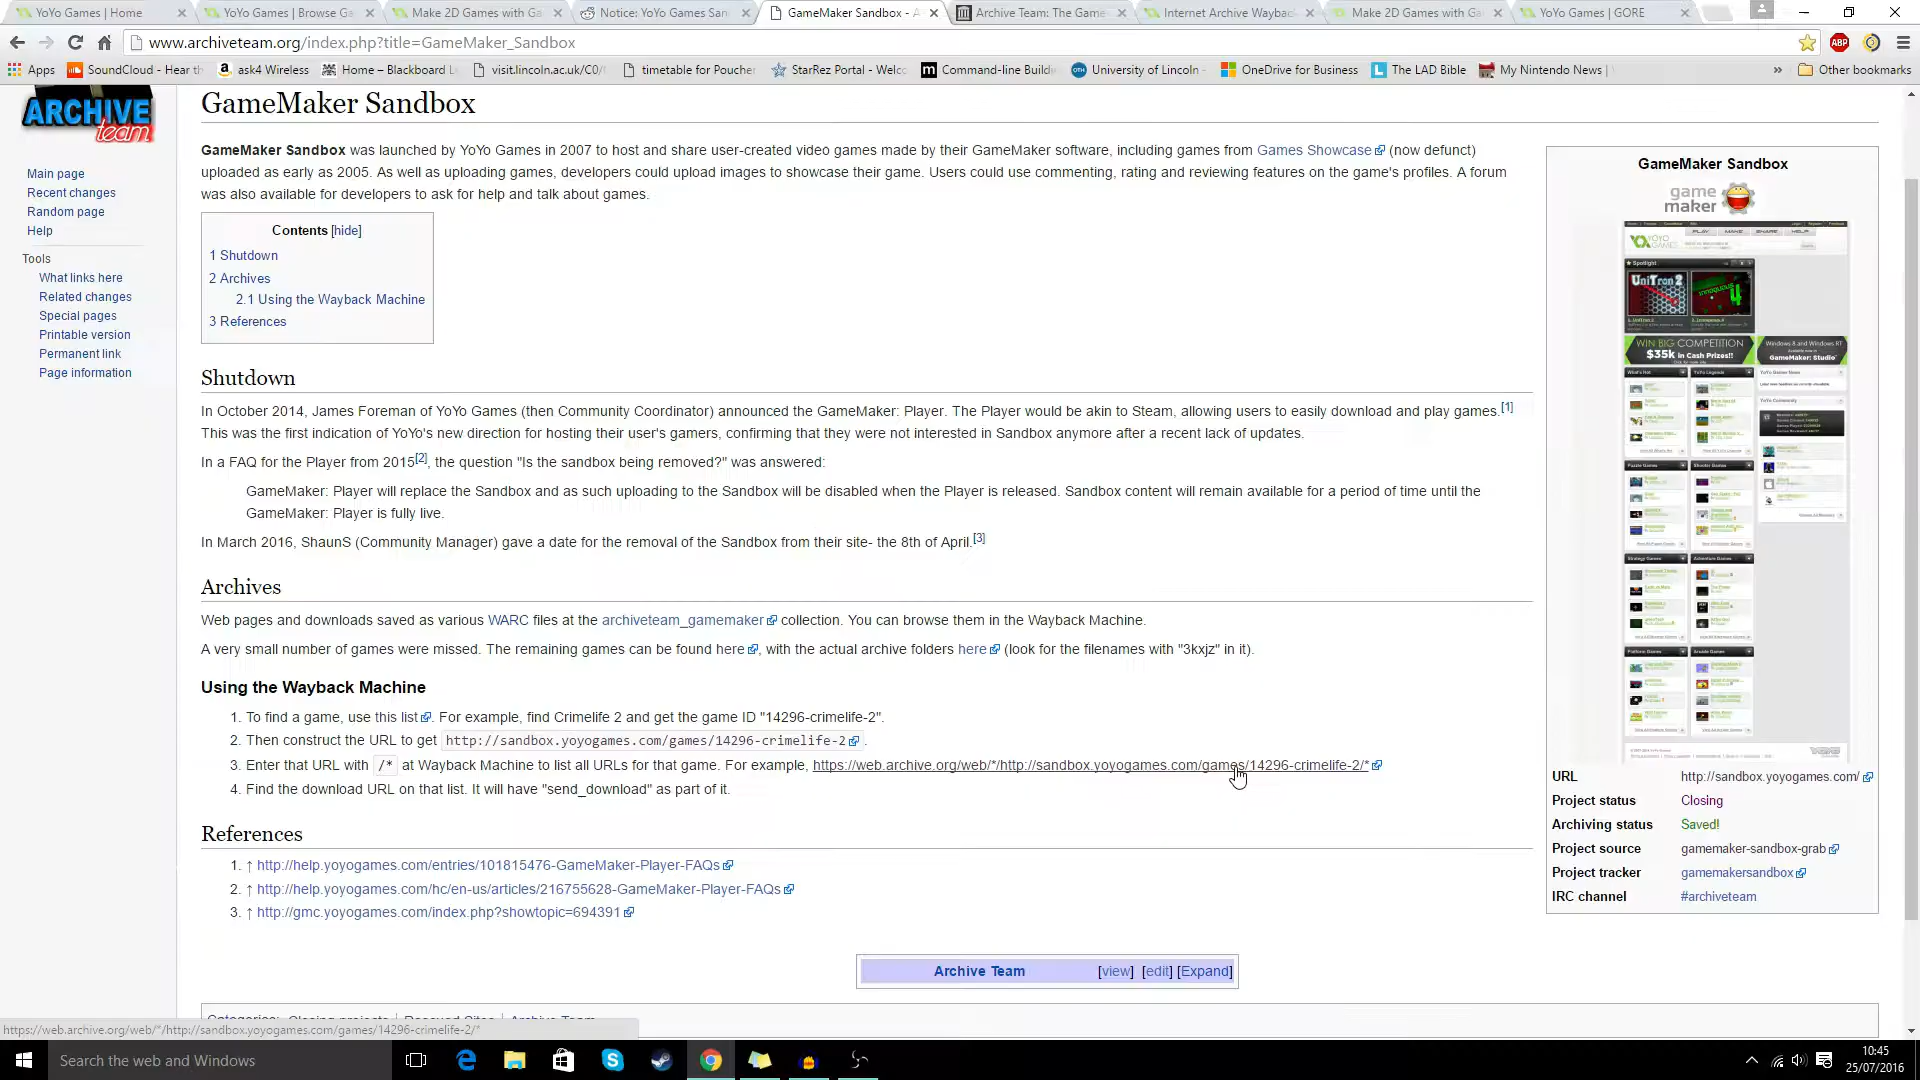 YoYo Games | Home
YoYo Games | Browse Ga
Make 2D Games with Ga
Notice: YoYo Games San
GameMaker Sandbox - A
Archive Team: The Game
Internet Archive Wayback
Make 2D Games with Ga
YoYo Games | GORE
www.archiveteam.org/index.php?title=GameMaker_Sandbox
ABP
Apps
SoundCloud - Hear th
ask4 Wireless
Home – Blackboard L
visit.lincoln.ac.uk/C0/
timetable for Poucher
StarRez Portal - Welc
Command-line Buildi
University of Lincoln -
OneDrive for Business
The LAD Bible
My Nintendo News |
» Other bookmarks
ARCHIVE
team
Main page
Recent changes
Random page
Help
Tools
What links here
Related changes
Special pages
Printable version
Permanent link
Page information
GameMaker Sandbox
GameMaker Sandbox was launched by YoYo Games in 2007 to host and share user-created video games made by their GameMaker software, including games from Games Showcase (now defunct)
uploaded as early as 2005. As well as uploading games, developers could upload images to showcase their game. Users could use commenting, rating and reviewing features on the game's profiles. A forum
was also available for developers to ask for help and talk about games.
Contents [hide]
1 Shutdown
2 Archives
2.1 Using the Wayback Machine
3 References
Shutdown
In October 2014, James Foreman of YoYo Games (then Community Coordinator) announced the GameMaker: Player. The Player would be akin to Steam, allowing users to easily download and play games.[1]
This was the first indication of YoYo's new direction for hosting their user's gamers, confirming that they were not interested in Sandbox anymore after a recent lack of updates.
In a FAQ for the Player from 2015[2], the question "Is the sandbox being removed?" was answered:
GameMaker: Player will replace the Sandbox and as such uploading to the Sandbox will be disabled when the Player is released. Sandbox content will remain available for a period of time until the
GameMaker: Player is fully live.
In March 2016, ShaunS (Community Manager) gave a date for the removal of the Sandbox from their site- the 8th of April.[3]
Archives
Web pages and downloads saved as various WARC files at the archiveteam_gamemaker collection. You can browse them in the Wayback Machine.
A very small number of games were missed. The remaining games can be found here, with the actual archive folders here (look for the filenames with "3kxjz" in it).
Using the Wayback Machine
1. To find a game, use this list. For example, find Crimelife 2 and get the game ID "14296-crimelife-2".
2. Then construct the URL to get http://sandbox.yoyogames.com/games/14296-crimelife-2.
3. Enter that URL with /* at Wayback Machine to list all URLs for that game. For example, https://web.archive.org/web/*/http://sandbox.yoyogames.com/games/14296-crimelife-2/*
4. Find the download URL on that list. It will have "send_download" as part of it.
References
1. ↑ http://help.yoyogames.com/entries/101815476-GameMaker-Player-FAQs
2. ↑ http://help.yoyogames.com/hc/en-us/articles/216755628-GameMaker-Player-FAQs
3. ↑ http://gmc.yoyogames.com/index.php?showtopic=694391
Archive Team [view] [edit] [Expand]
GameMaker Sandbox
game
maker
YOYO
GAMES
PLAY MAKE SHARE HELP
Spotlight
UniTron 2
innoquous
4
WIN BIG COMPETITION
$35k in Cash Prizes!!
Windows 8 and Windows RT
GameMaker: Studio
URL http://sandbox.yoyogames.com/
Project status Closing
Archiving status Saved!
Project source gamemaker-sandbox-grab
Project tracker gamemakersandbox
IRC channel #archiveteam
Categories: Closing projects | Rescued Sites | Archive Team
https://web.archive.org/web/*/http://sandbox.yoyogames.com/games/14296-crimelife-2/*
Search the web and Windows
10:45
25/07/2016